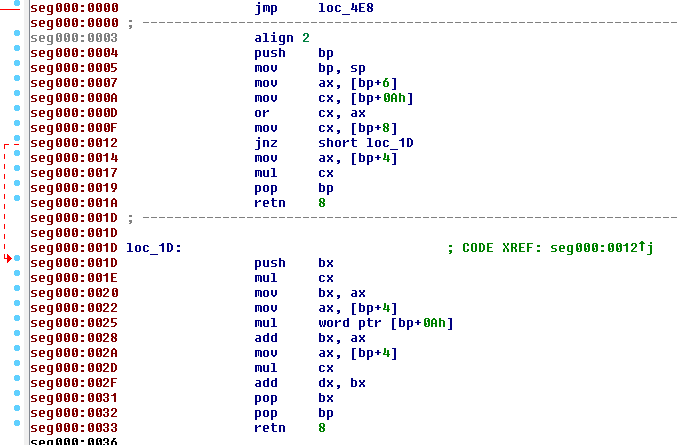 seg000:0000 jmp loc_4E8
seg000:0000 ; ---------------------------------------------------------------------------
seg000:0003 align 2
seg000:0004 push bp
seg000:0005 mov bp, sp
seg000:0007 mov ax, [bp+6]
seg000:000A mov cx, [bp+0Ah]
seg000:000D or cx, ax
seg000:000F mov cx, [bp+8]
seg000:0012 jnz short loc_1D
seg000:0014 mov ax, [bp+4]
seg000:0017 mul cx
seg000:0019 pop bp
seg000:001A retn 8
seg000:001D ; ---------------------------------------------------------------------------
seg000:001D
seg000:001D loc_1D: ; CODE XREF: seg000:0012↑j
seg000:001D push bx
seg000:001E mul cx
seg000:0020 mov bx, ax
seg000:0022 mov ax, [bp+4]
seg000:0025 mul word ptr [bp+0Ah]
seg000:0028 add bx, ax
seg000:002A mov ax, [bp+4]
seg000:002D mul cx
seg000:002F add dx, bx
seg000:0031 pop bx
seg000:0032 pop bp
seg000:0033 retn 8
seg000:0036